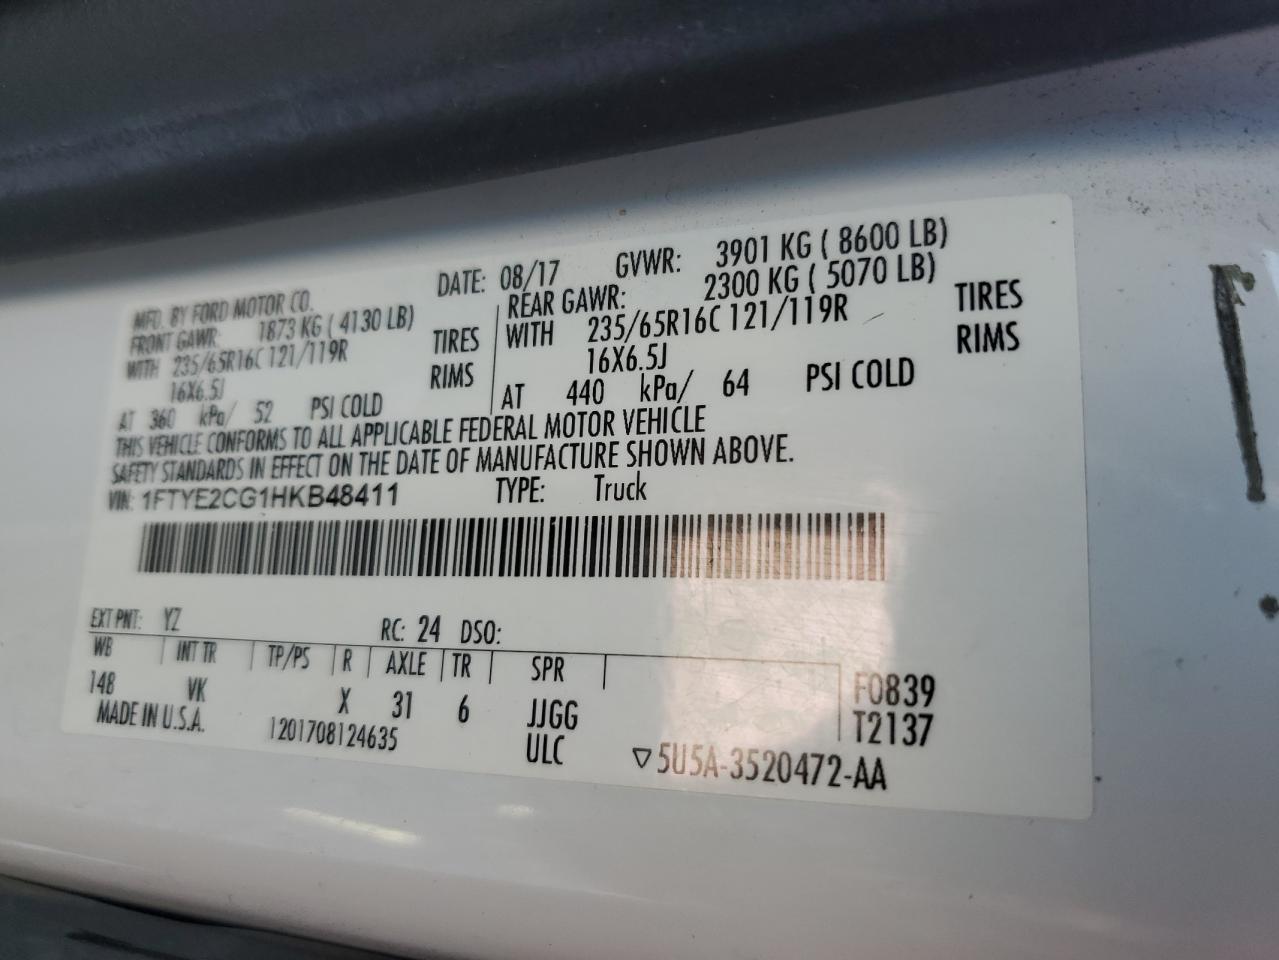 MFD. BY FORD MOTOR CO. DATE: 08/17 GVWR: 3901 KG ( 8600 LB)
FRONT GAWR: 1873 KG ( 4130 LB) REAR GAWR: 2300 KG ( 5070 LB)
WITH 235/65R16C 121/119R TIRES WITH 235/65R16C 121/119R TIRES
16X6.5J RIMS 16X6.5J RIMS
AT 360 kPa/ 52 PSI COLD AT 440 kPa/ 64 PSI COLD
THIS VEHICLE CONFORMS TO ALL APPLICABLE FEDERAL MOTOR VEHICLE
SAFETY STANDARDS IN EFFECT ON THE DATE OF MANUFACTURE SHOWN ABOVE.
VIN: 1FTYE2CG1HKB48411 TYPE: Truck
EXT PNT: YZ RC: 24 DSO:
WB INT TR TP/PS R AXLE TR SPR
148 VK X 31 6 JJGG F0839
MADE IN U.S.A. 1201708124635 ULC T2137
▽5U5A-3520472-AA